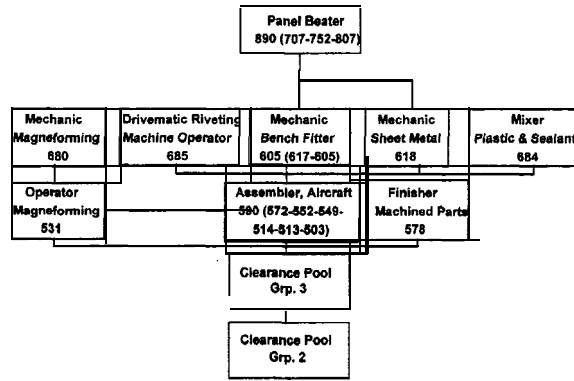 Panel Beater
890 (707-752-807)
Mechanic
Magneforming
680
Drivematic Riveting
Machine Operator
685
Mechanic
Bench Fitter
605 (617-605)
Mechanic
Sheet Metal
618
Mixer
Plastic & Sealant
684
Operator
Magneforming
531
Assembler, Aircraft
590 (572-552-549-
514-513-503)
Finisher
Machined Parts
578
Clearance Pool
Grp. 3
Clearance Pool
Grp. 2